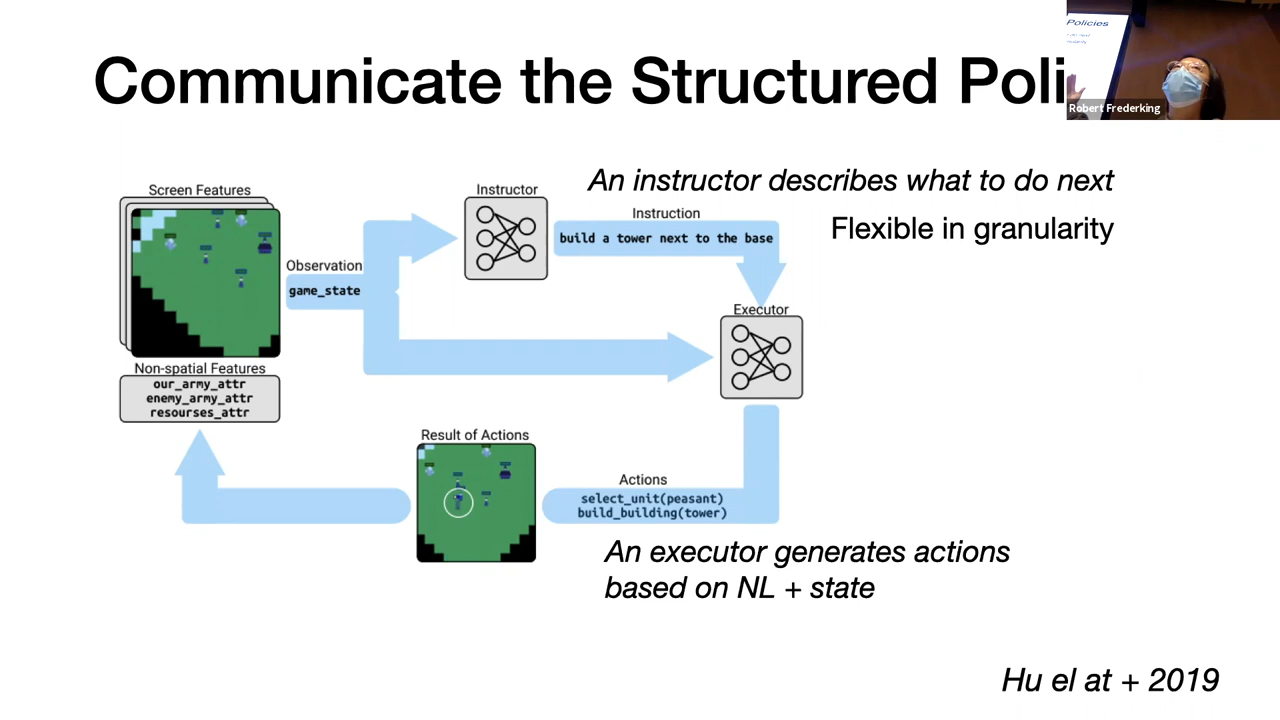 Communicate the Structured Poli
Policies
Robert Frederking
An instructor describes what to do next
Flexible in granularity
Screen Features
Instructor
Instruction
build a tower next to the base
Observation
game_state
Executor
Non-spatial Features
our_army_attr
enemy_army_attr
resourses_attr
Result of Actions
Actions
select_unit(peasant)
build_building(tower)
An executor generates actions
based on NL + state
Hu el at + 2019